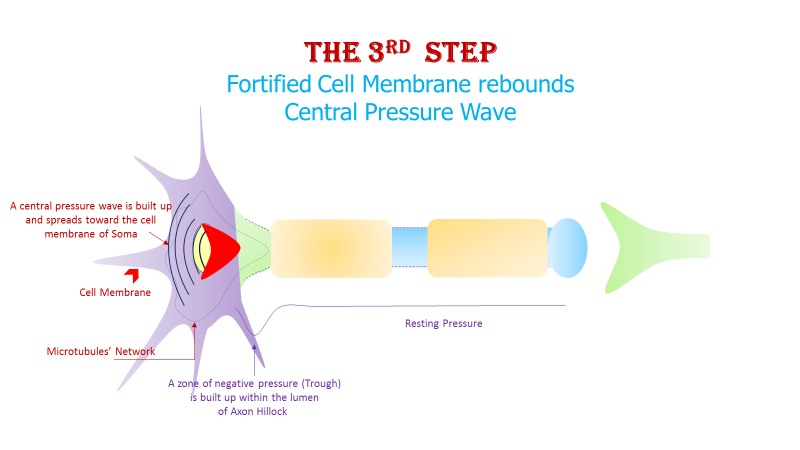 THE 3RD STEP
Fortified Cell Membrane rebounds
Central Pressure Wave
A central pressure wave is built up
and spreads toward the cell
membrane of Soma
Cell Membrane
Microtubules’ Network
Resting Pressure
A zone of negative pressure (Trough)
is built up within the lumen
of Axon Hillock